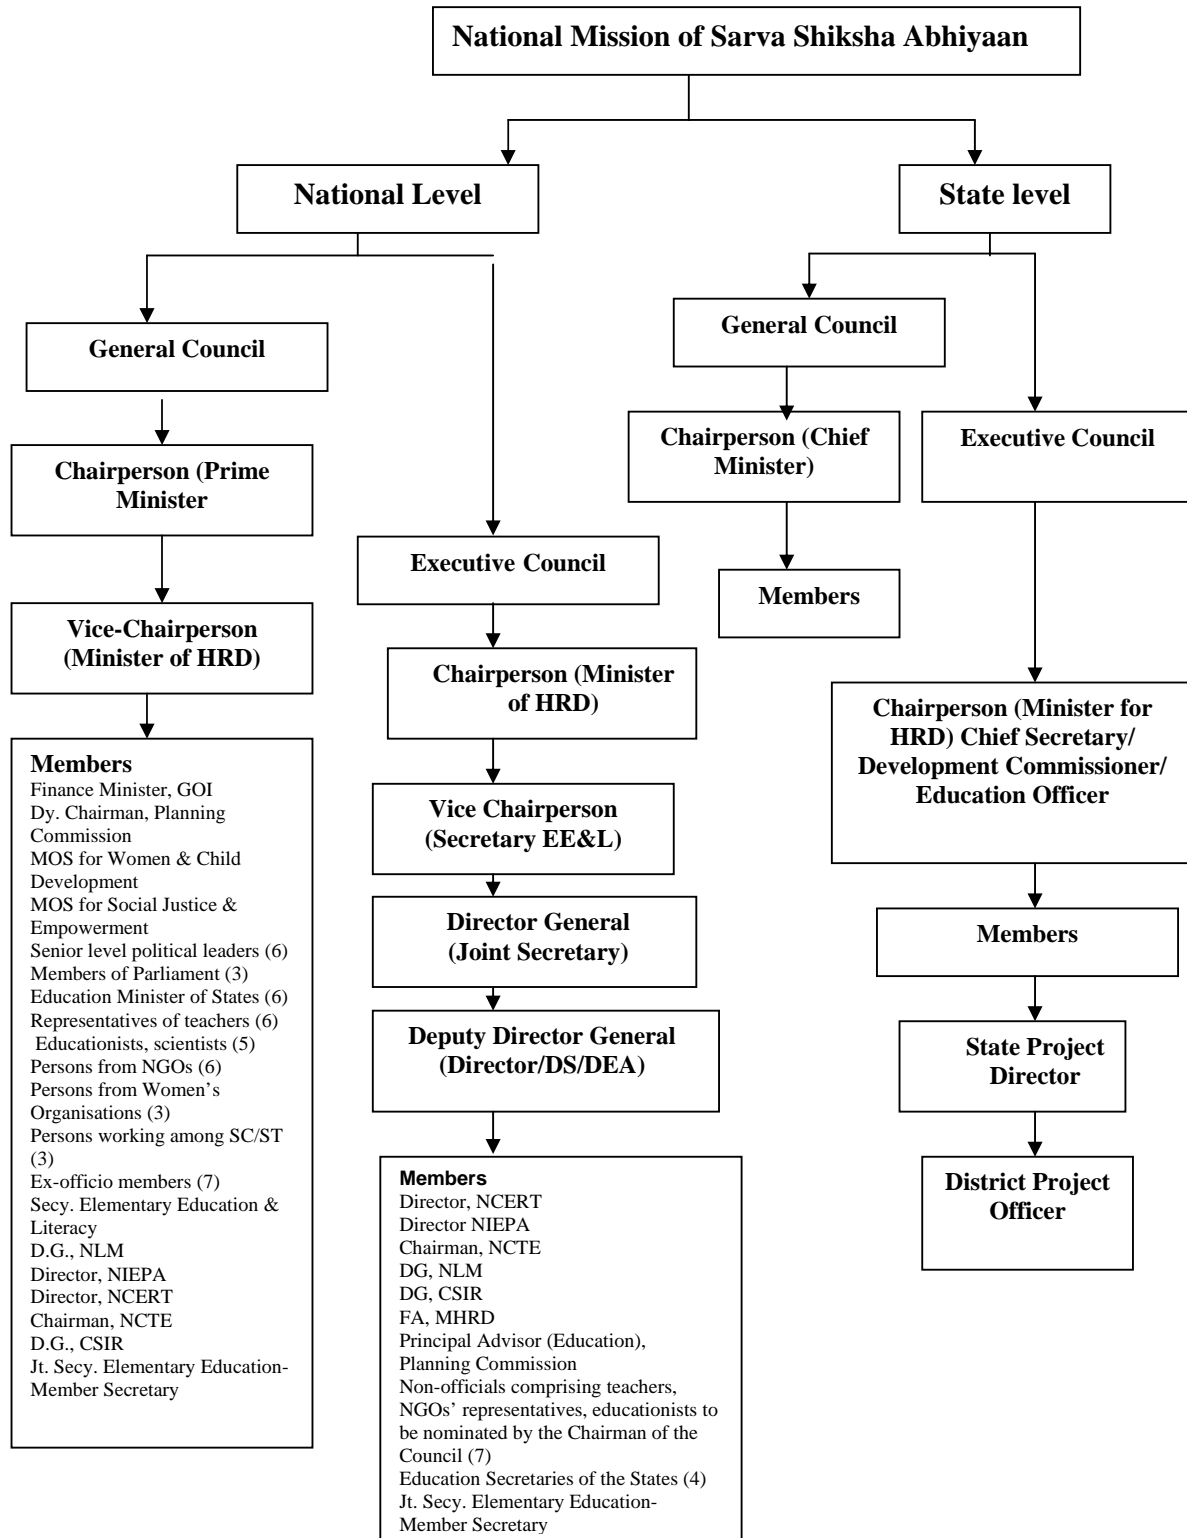 National Mission of Sarva Shiksha Abhiyaan
National Level
State level
General Council
Chairperson (Prime
Minister
Vice-Chairperson
(Minister of HRD)
Members
Finance Minister, GOI
Dy. Chairman, Planning
Commission
MOS for Women & Child
Development
MOS for Social Justice &
Empowerment
Senior level political leaders (6)
Members of Parliament (3)
Education Minister of States (6)
Representatives of teachers (6)
Educationists, scientists (5)
Persons from NGOs (6)
Persons from Women's
Organisations (3)
Persons working among SC/ST
(3)
Ex-officio members (7)
Secy. Elementary Education &
Literacy
D.G., NLM
Director, NIEPA
Director, NCERT
Chairman, NCTE
D.G., CSIR
Jt. Secy. Elementary Education-
Member Secretary
Executive Council
Chairperson (Minister
of HRD)
Vice Chairperson
(Secretary EE&L)
Director General
(Joint Secretary)
Deputy Director General
(Director/DS/DEA)
Members
Director, NCERT
Director NIEPA
Chairman, NCTE
DG, NLM
DG, CSIR
FA, MHRD
Principal Advisor (Education),
Planning Commission
Non-officials comprising teachers,
NGOs' representatives, educationists to
be nominated by the Chairman of the
Council (7)
Education Secretaries of the States (4)
Jt. Secy. Elementary Education-
Member Secretary
General Council
Chairperson (Chief
Minister)
Members
Executive Council
Chairperson (Minister for
HRD) Chief Secretary/
Development Commissioner/
Education Officer
Members
State Project
Director
District Project
Officer